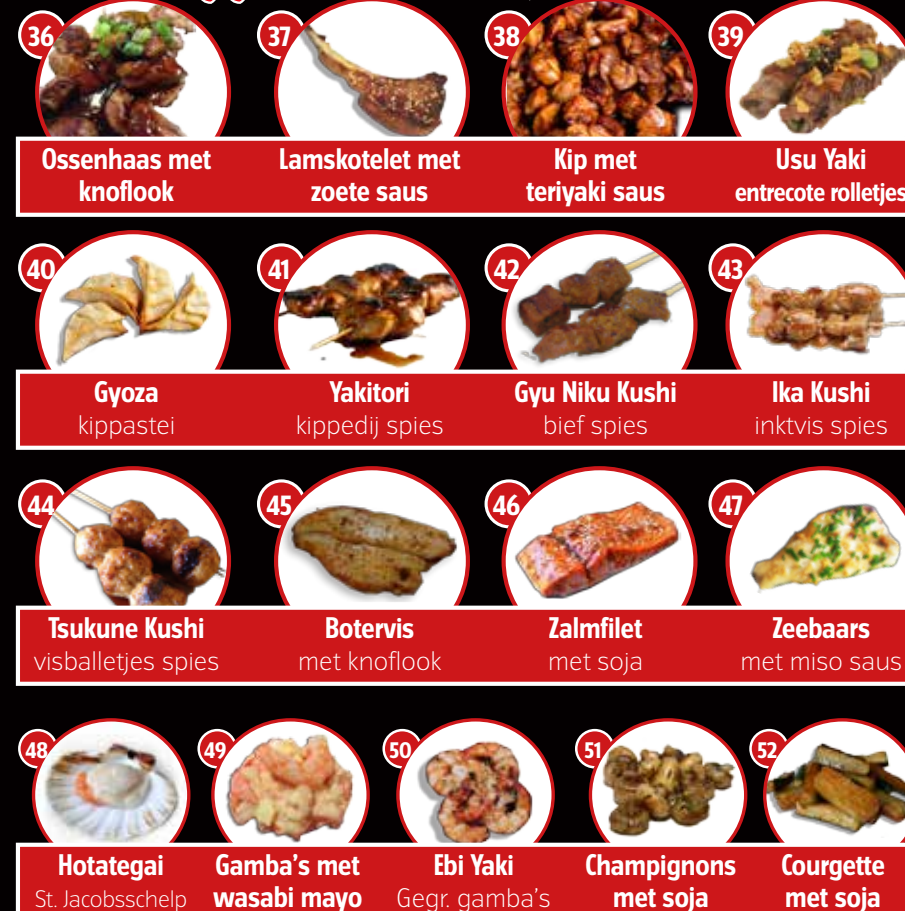 36
37
38
39
Ossenhaas met
knoflook
Lamskotelet met
zoete saus
Kip met
teriyaki saus
Usu Yaki
entrecote rolletjes
40
41
42
43
Gyoza
kippastei
Yakitori
kippedij spies
Gyu Niku Kushi
bief spies
Ika Kushi
inktvis spies
44
45
46
47
Tsukune Kushi
visballetjes spies
Botervis
met knoflook
Zalmfilet
met soja
Zeebaars
met miso saus
48
49
50
51
52
Hotategai
St. Jacobsschelp
Gamba's met
wasabi mayo
Ebi Yaki
Gegr. gamba's
Champignons
met soja
Courgette
met soja